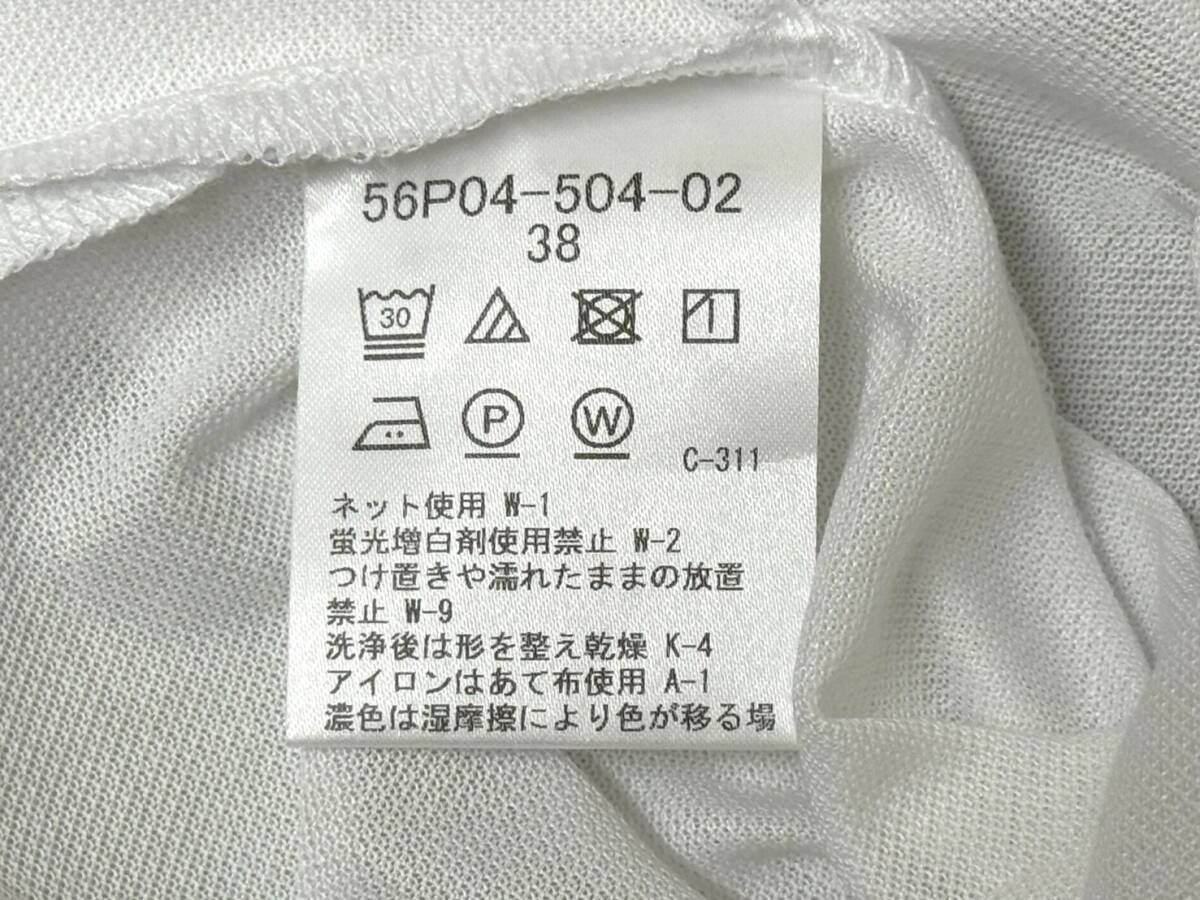 56P04-504-02
38
30
P W
C-311
ネット使用 W-1
蛍光増白剤使用禁止 W-2
つけ置きや濡れたままの放置
禁止 W-9
洗浄後は形を整え乾燥 K-4
アイロンはあて布使用 A-1
濃色は湿摩擦により色が移る場